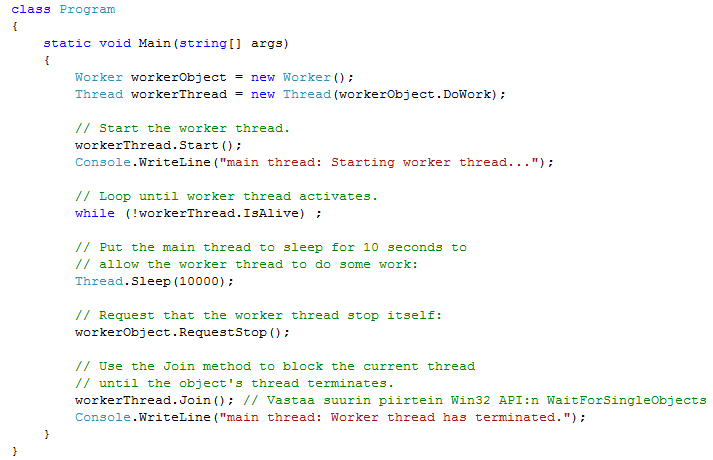 class Program
{
    static void Main(string[] args)
    {
        Worker workerObject = new Worker();
        Thread workerThread = new Thread(workerObject.DoWork);

        // Start the worker thread.
        workerThread.Start();
        Console.WriteLine("main thread: Starting worker thread...");

        // Loop until worker thread activates.
        while (!workerThread.IsAlive) ;

        // Put the main thread to sleep for 10 seconds to
        // allow the worker thread to do some work:
        Thread.Sleep(10000);

        // Request that the worker thread stop itself:
        workerObject.RequestStop();

        // Use the Join method to block the current thread
        // until the object's thread terminates.
        workerThread.Join(); // Vastaa suurin piirtein Win32 API:n WaitForSingleObjects
        Console.WriteLine("main thread: Worker thread has terminated.");
    }
}